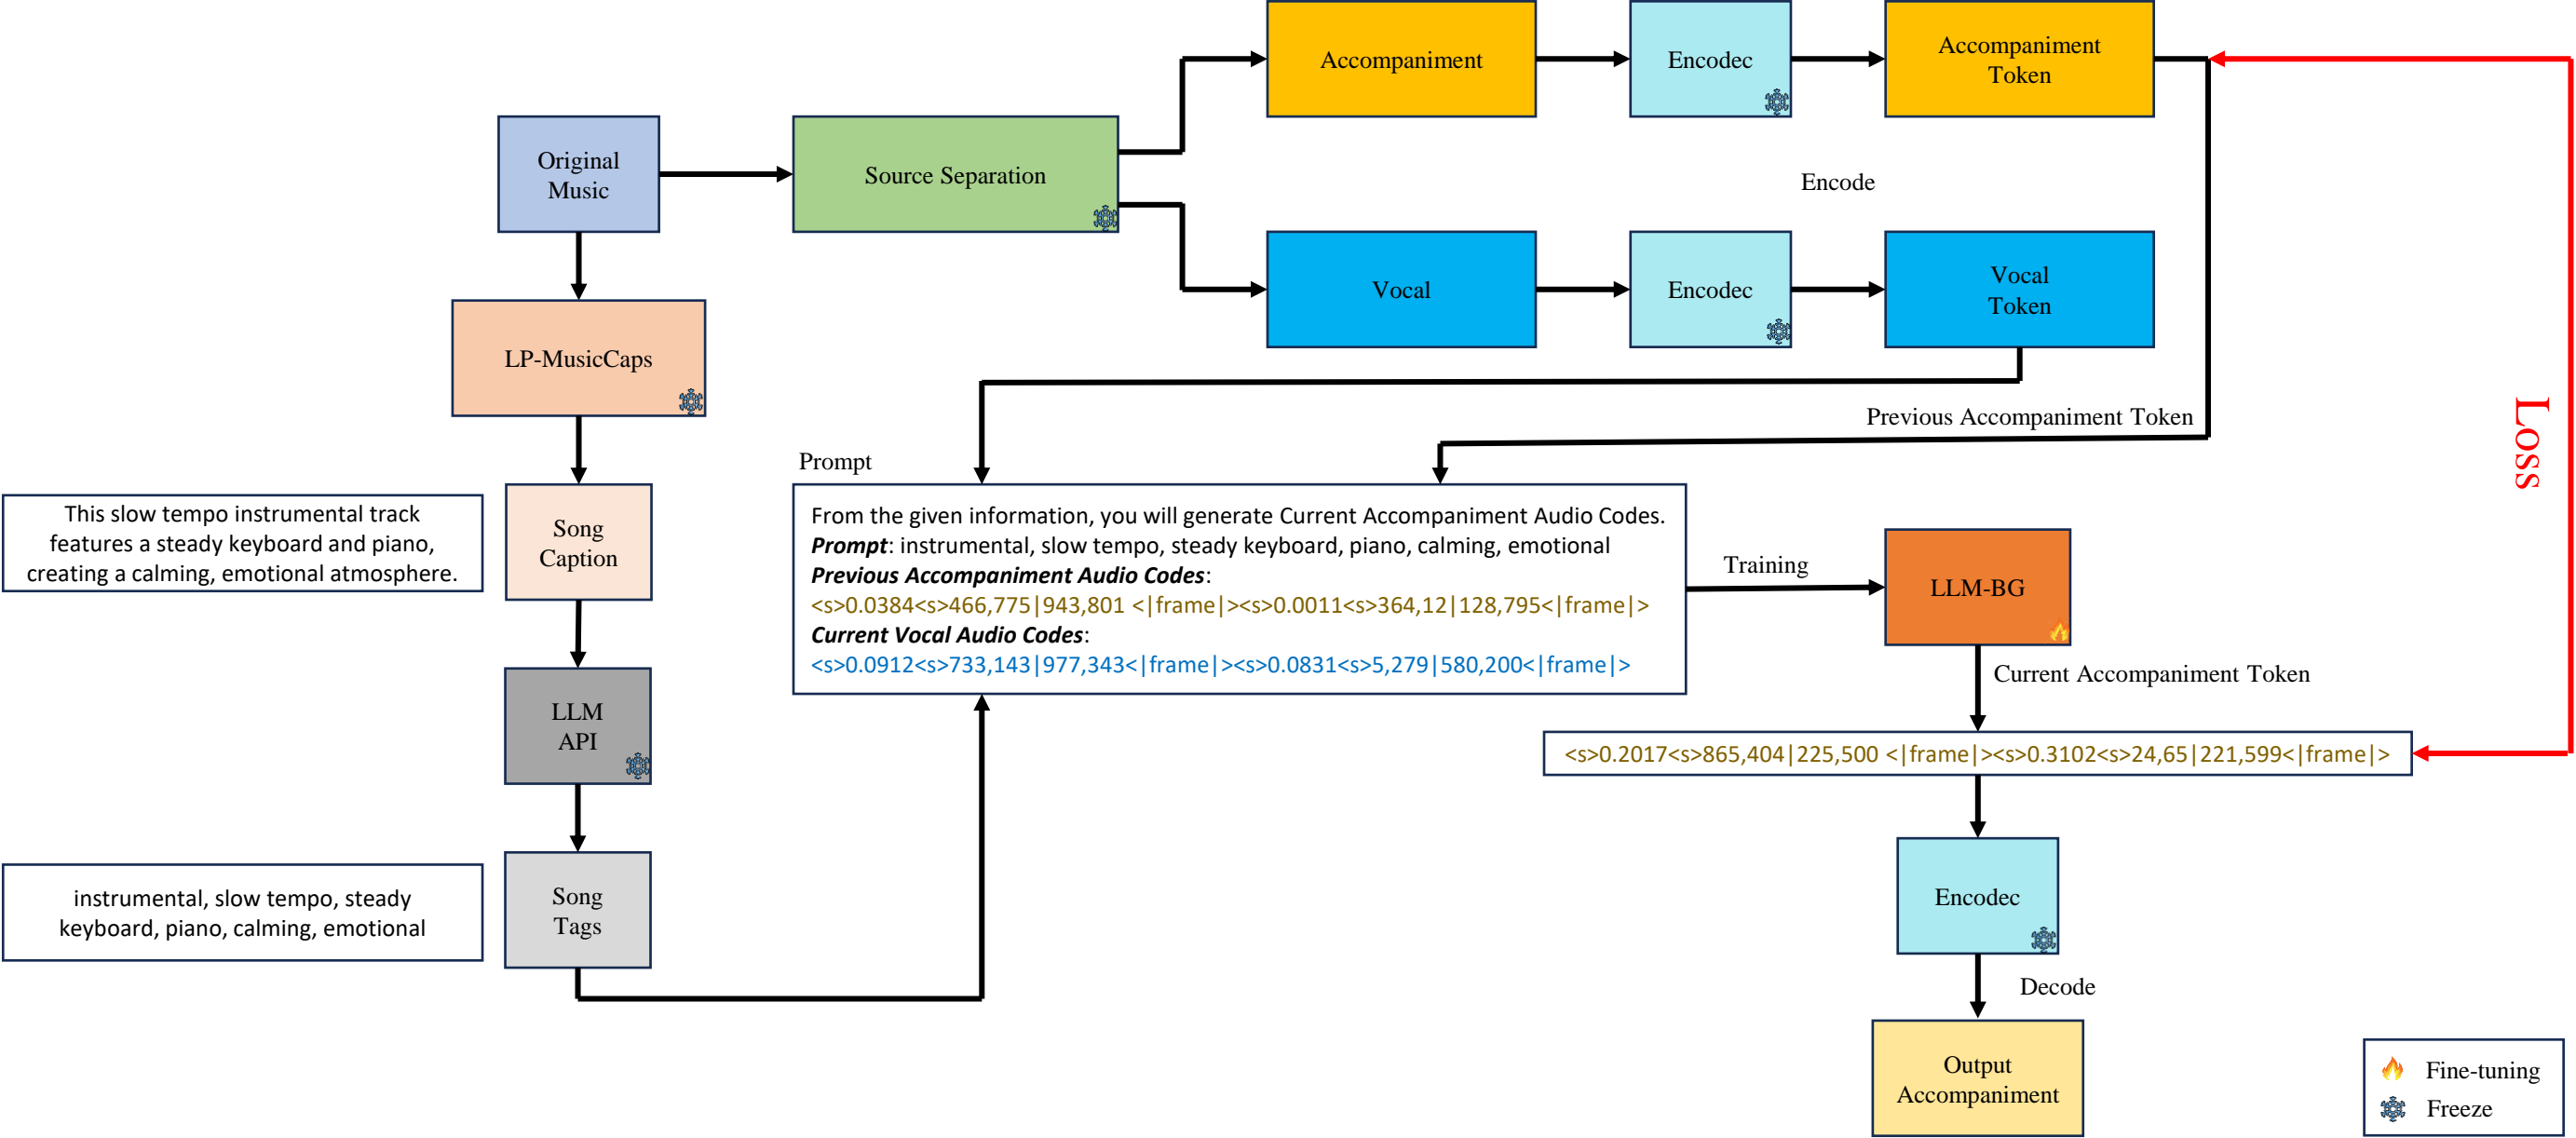 Accompaniment
Encodec
Accompaniment
Token
Original
Music
Source Separation
Encode
Vocal
Encodec
Vocal
Token
LP-MusicCaps
Previous Accompaniment Token
Loss
Prompt
This slow tempo instrumental track
features a steady keyboard and piano,
creating a calming, emotional atmosphere.
Song
Caption
From the given information, you will generate Current Accompaniment Audio Codes.
Prompt: instrumental, slow tempo, steady keyboard, piano, calming, emotional
Previous Accompaniment Audio Codes:
<s>0.0384<s>466,775|943,801 <|frame|><s>0.0011<s>364,12|128,795<|frame|>
Current Vocal Audio Codes:
<s>0.0912<s>733,143|977,343<|frame|><s>0.0831<s>5,279|580,200<|frame|>
Training
LLM-BG
Current Accompaniment Token
LLM
API
<s>0.2017<s>865,404|225,500 <|frame|><s>0.3102<s>24,65|221,599<|frame|>
instrumental, slow tempo, steady
keyboard, piano, calming, emotional
Song
Tags
Encodec
Decode
Output
Accompaniment
Fine-tuning
Freeze